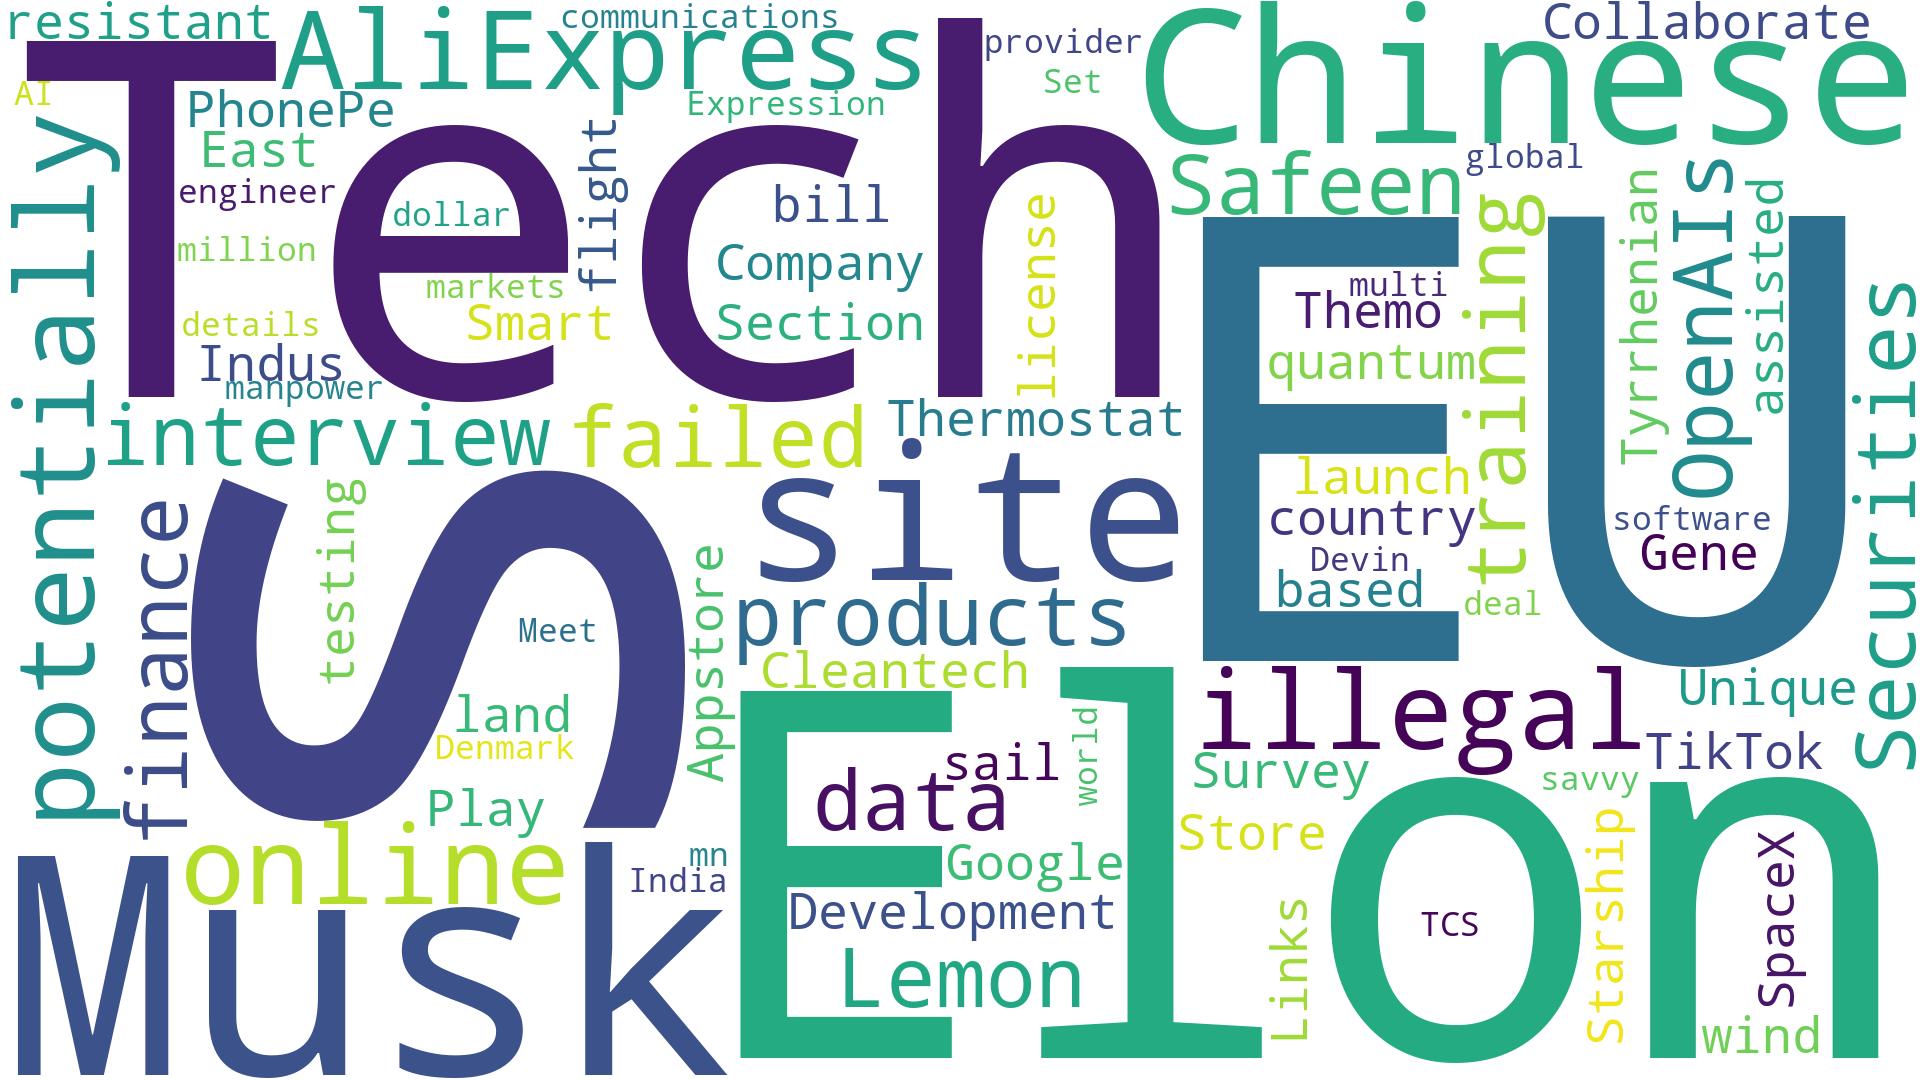 resistant
AliExpress
communications
provider
Chinese
Collaborate
Set
AI
Tech
PhonePe
Expression
East
flight
global
Safeen
engineer
bill
dollar
license
potentially
million
Company
markets
details
Smart
Section
Indus
manpower
EU
multi
Themo
quantum
training
Tyrrhenian
OpenAIs
assisted
Securities
interview
failed
Thermostat
site
launch
country
Devin
based
deal
software
Gene
finance
S
testing
Meet
Appstore
products
Cleantech
land
Denmark
Play
illegal
Unique
TikTok
Elon
sail
data
world
Survey
savvy
Store
online
Musk
mn
India
Google
Development
Lemon
Links
TCS
Starship
SpaceX
wind